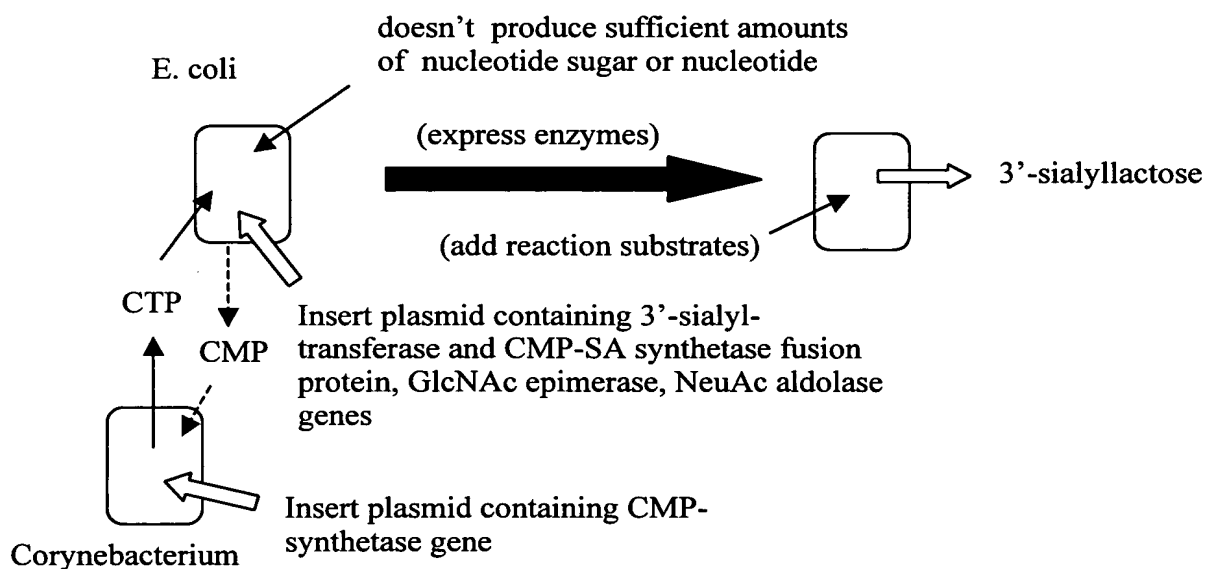 doesn’t produce sufficient amounts
of nucleotide sugar or nucleotide
E. coli
(express enzymes)
3’-sialyllactose
(add reaction substrates)
CTP
CMP
Insert plasmid containing 3’-sialyl-
transferase and CMP-SA synthetase fusion
protein, GlcNAc epimerase, NeuAc aldolase
genes
Insert plasmid containing CMP-
synthetase gene
Corynebacterium